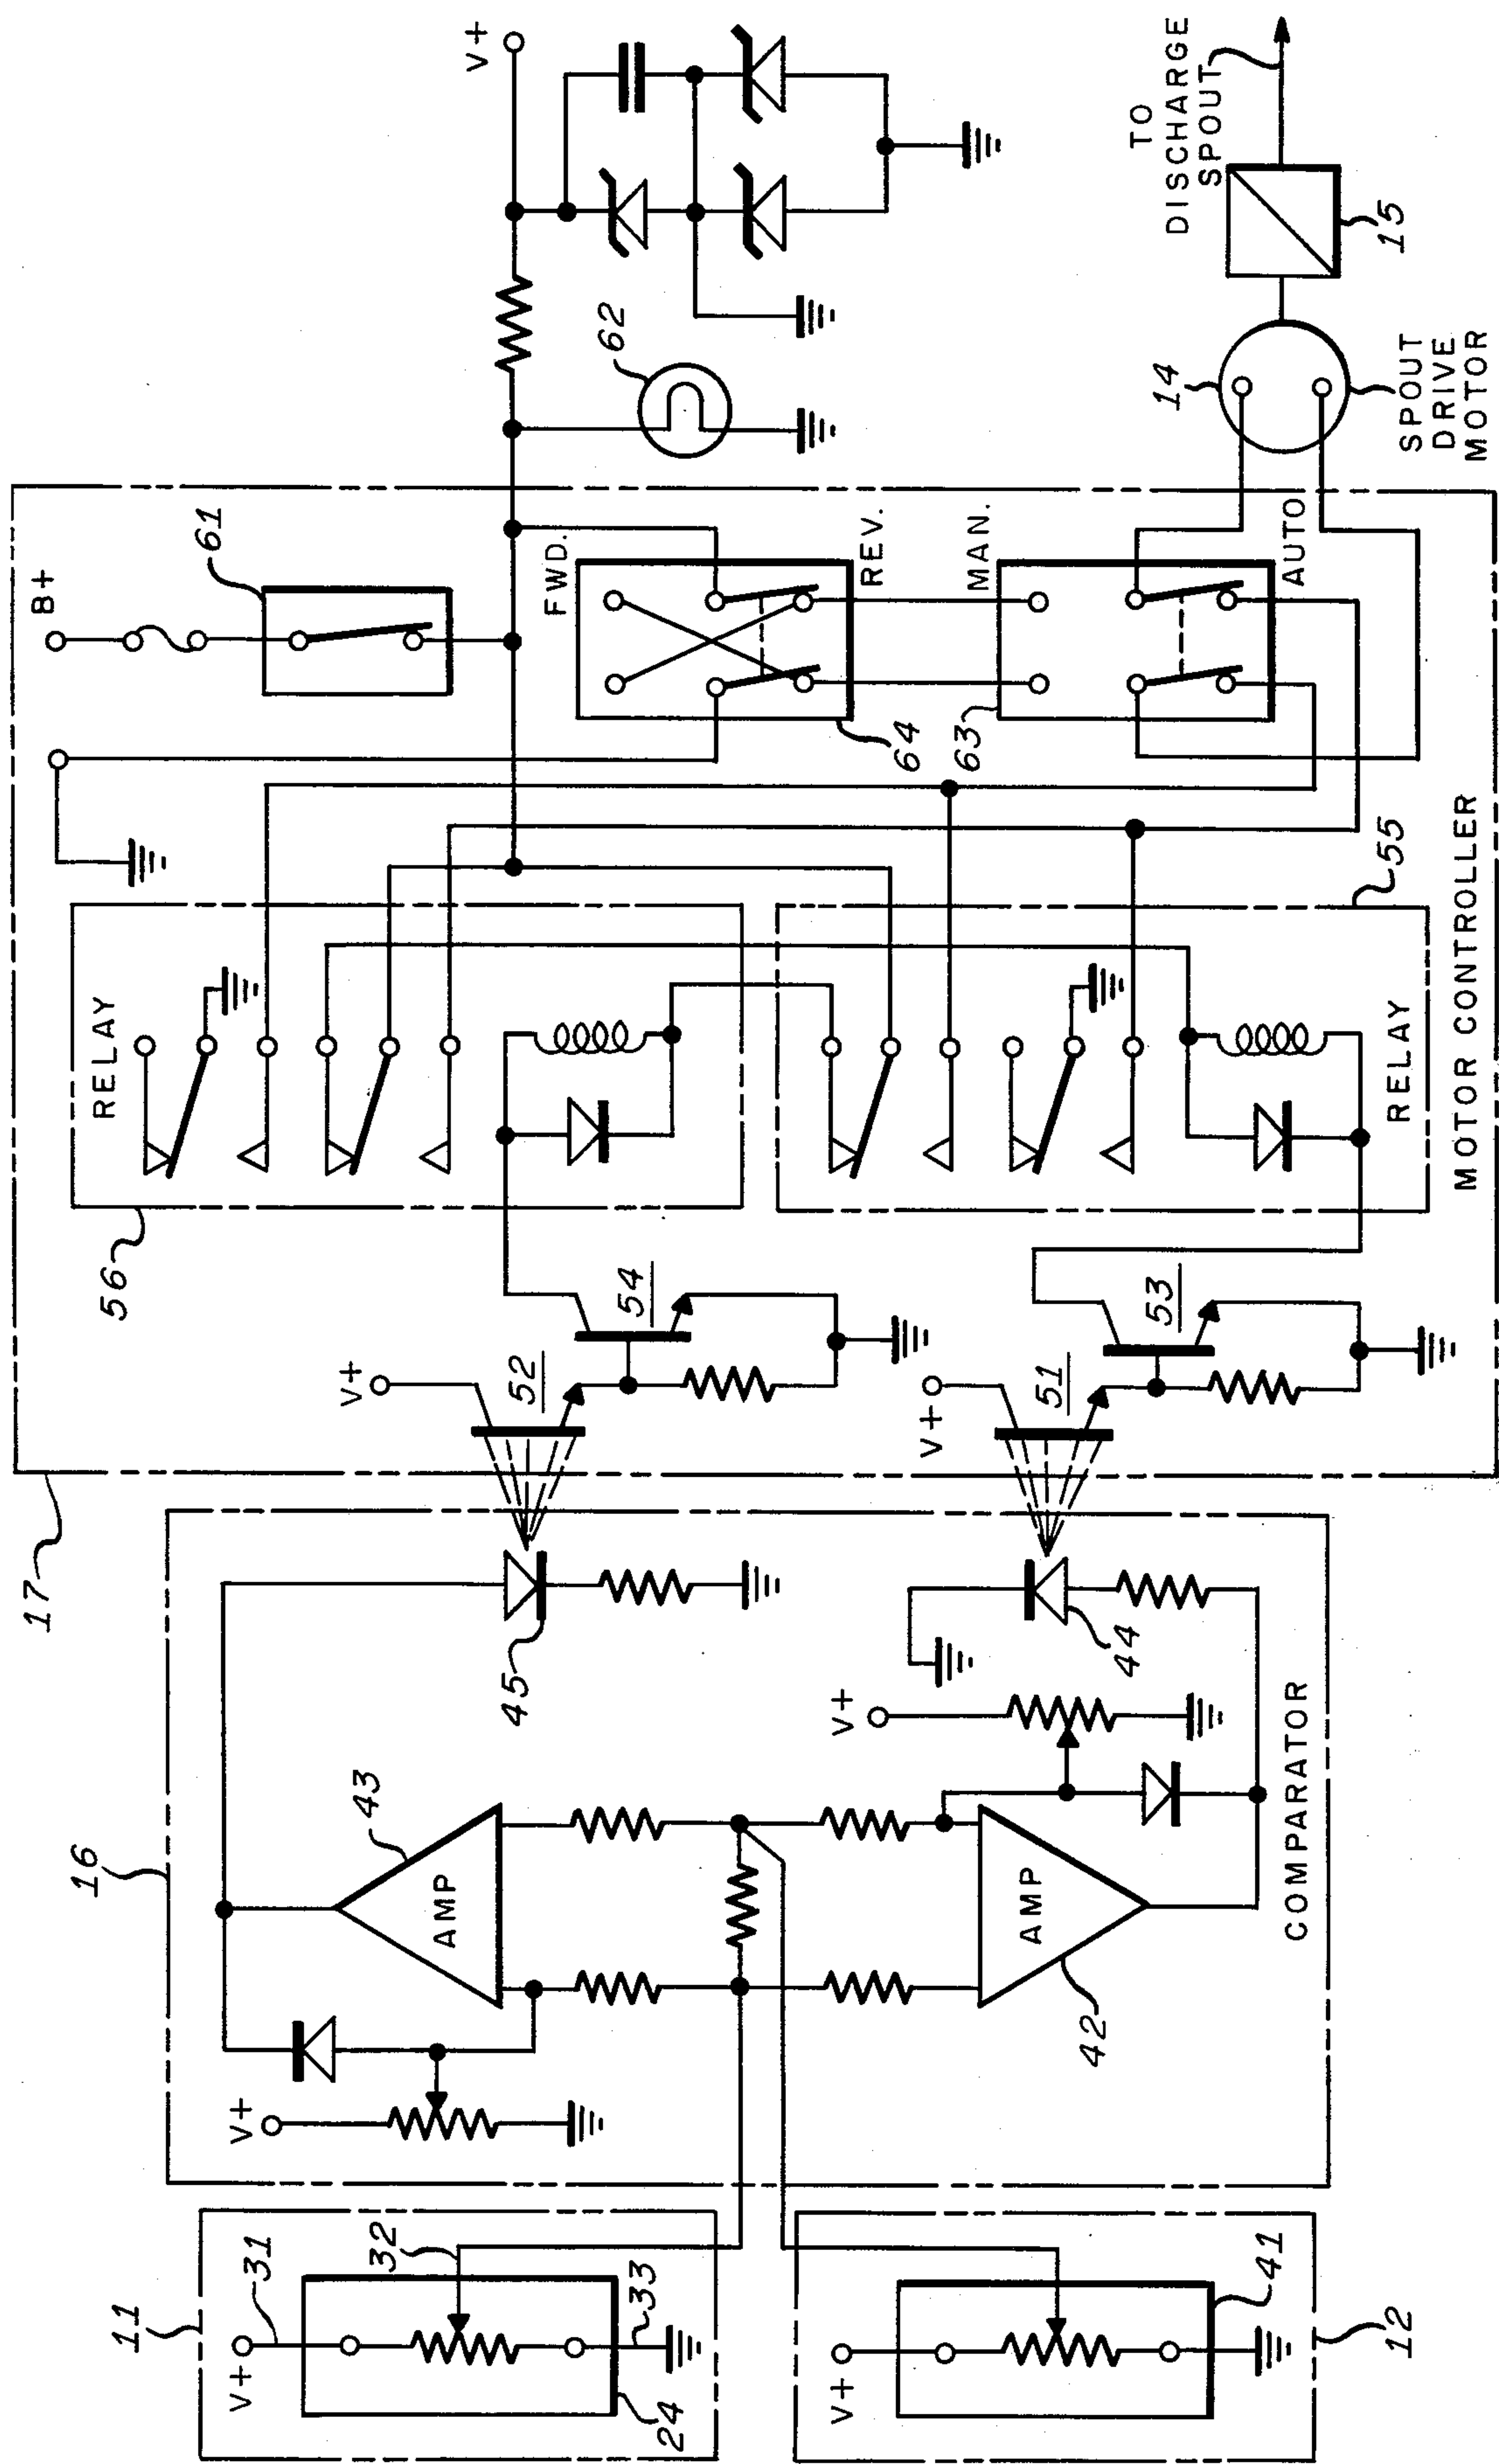 17
16
11
V+
31
32
33
24
V+
41
12
V+
43
AMP
AMP
42
V+
45
44
COMPARATOR
V+
52
54
V+
51
53
56
RELAY
RELAY
55
MOTOR CONTROLLER
B+
61
FWD.
REV.
64
MAN.
AUTO
63
V+
62
14
SPOUT
DRIVE
MOTOR
15
TO
DISCHARGE
SPOUT